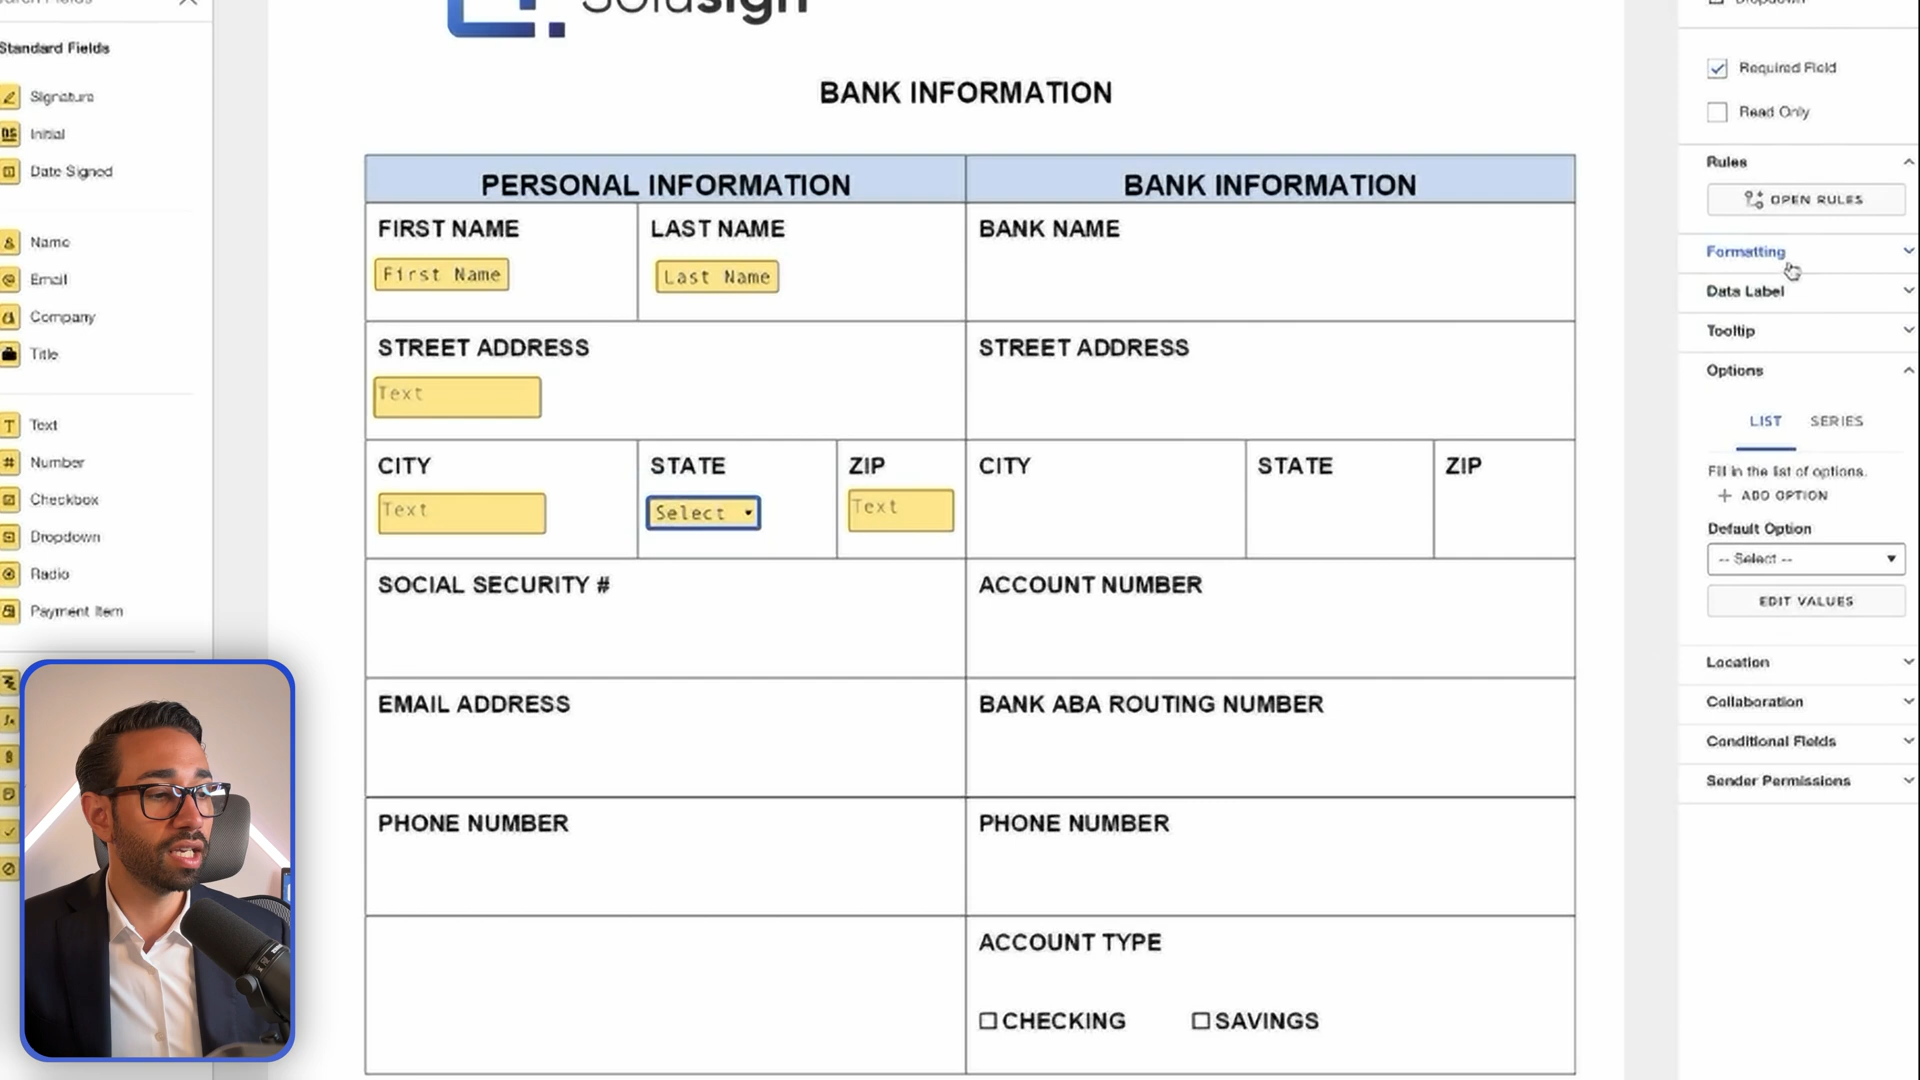 Standard Fields
Signature
Initial
Date Signed
Name
Email
Company
Title
Text
Number
Checkbox
Dropdown
Radio
Payment Item
BANK INFORMATION
PERSONAL INFORMATION
BANK INFORMATION
FIRST NAME
LAST NAME
BANK NAME
First Name
Last Name
STREET ADDRESS
STREET ADDRESS
Text
CITY
STATE
ZIP
CITY
STATE
ZIP
Text
Select
Text
SOCIAL SECURITY #
ACCOUNT NUMBER
EMAIL ADDRESS
BANK ABA ROUTING NUMBER
PHONE NUMBER
PHONE NUMBER
ACCOUNT TYPE
CHECKING
SAVINGS
Required Field
Read Only
Rules
OPEN RULES
Formatting
Data Label
Tooltip
Options
LIST
SERIES
Fill in the list of options.
+ ADD OPTION
Default Option
-- Select --
EDIT VALUES
Location
Collaboration
Conditional Fields
Sender Permissions